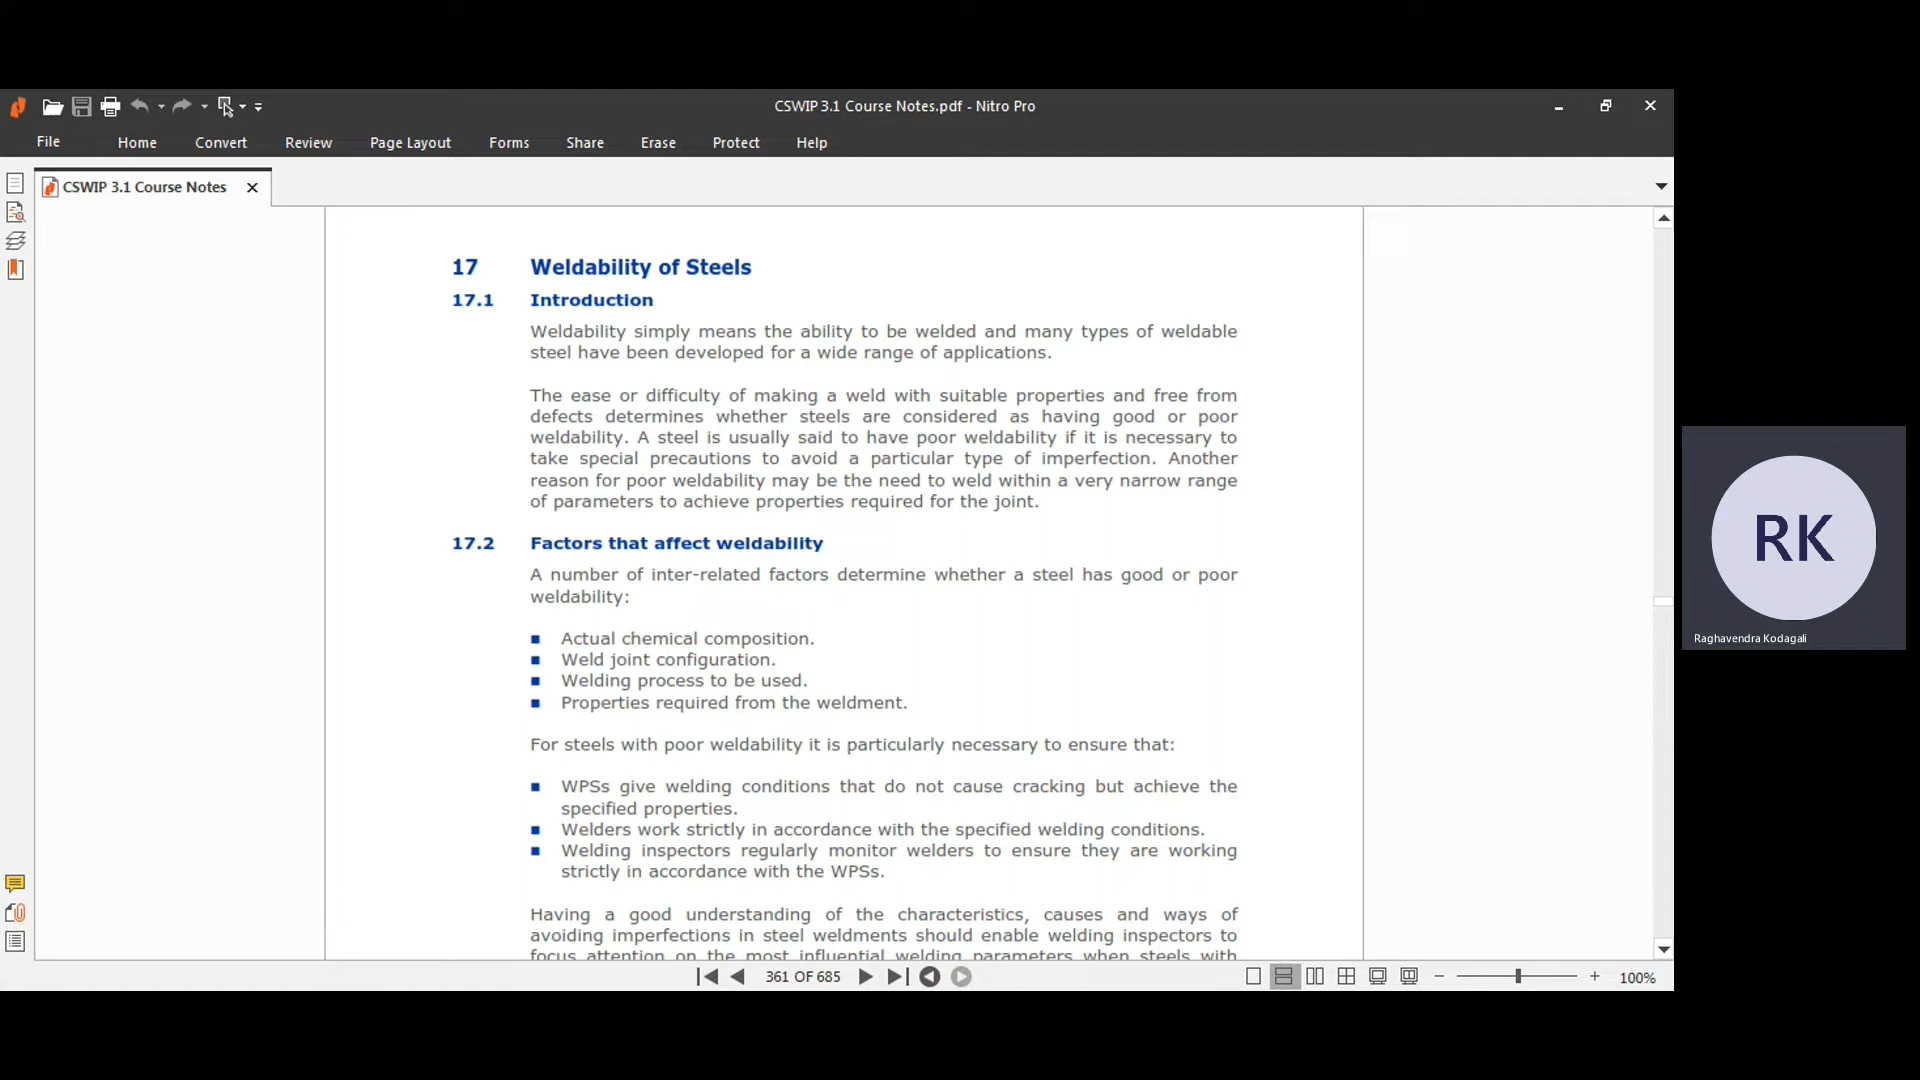 CSWIP 3.1 Course Notes.pdf - Nitro Pro
File Home Convert Review Page Layout Forms Share Erase Protect Help
CSWIP 3.1 Course Notes
17 Weldability of Steels
17.1 Introduction
Weldability simply means the ability to be welded and many types of weldable
steel have been developed for a wide range of applications.
The ease or difficulty of making a weld with suitable properties and free from
defects determines whether steels are considered as having good or poor
weldability. A steel is usually said to have poor weldability if it is necessary to
take special precautions to avoid a particular type of imperfection. Another
reason for poor weldability may be the need to weld within a very narrow range
of parameters to achieve properties required for the joint.
17.2 Factors that affect weldability
A number of inter-related factors determine whether a steel has good or poor
weldability:
■ Actual chemical composition.
■ Weld joint configuration.
■ Welding process to be used.
■ Properties required from the weldment.
For steels with poor weldability it is particularly necessary to ensure that:
■ WPSs give welding conditions that do not cause cracking but achieve the
specified properties.
■ Welders work strictly in accordance with the specified welding conditions.
■ Welding inspectors regularly monitor welders to ensure they are working
strictly in accordance with the WPSs.
Having a good understanding of the characteristics, causes and ways of
avoiding imperfections in steel weldments should enable welding inspectors to
focus attention on the most influential welding parameters when steels with
361 OF 685
100%
RK
Raghavendra Kodagali